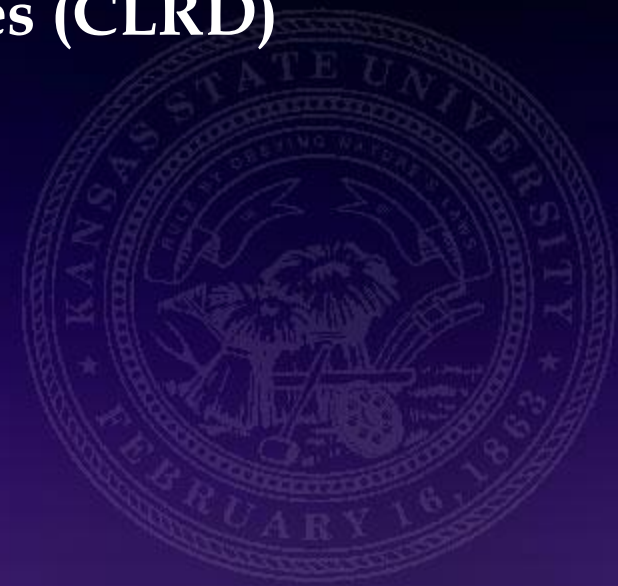 es (CLRD)
KANSAS STATE UNIVERSITY
RULE BY OBEYING NATURE'S LAWS
★ FEBRUARY 16, 1863 ★